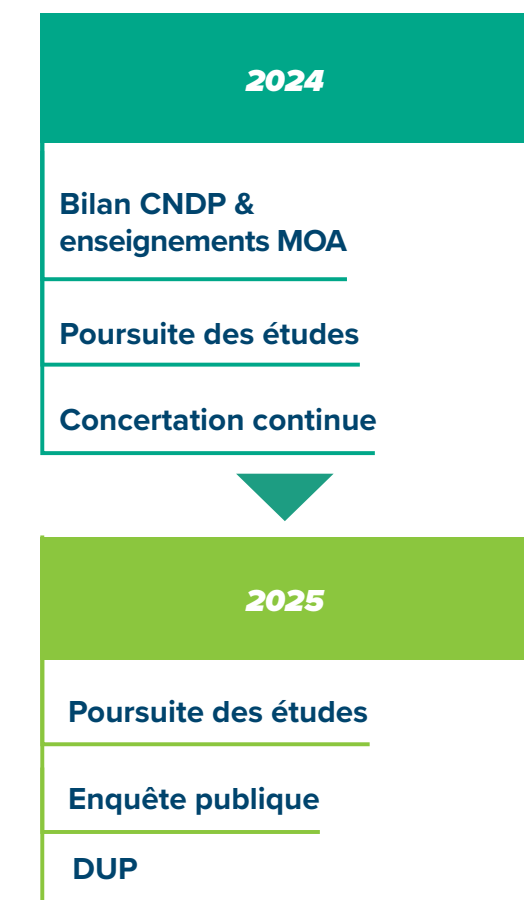 2024
Bilan CNDP &
enseignements MOA
Poursuite des études
Concertation continue
2025
Poursuite des études
Enquête publique
DUP